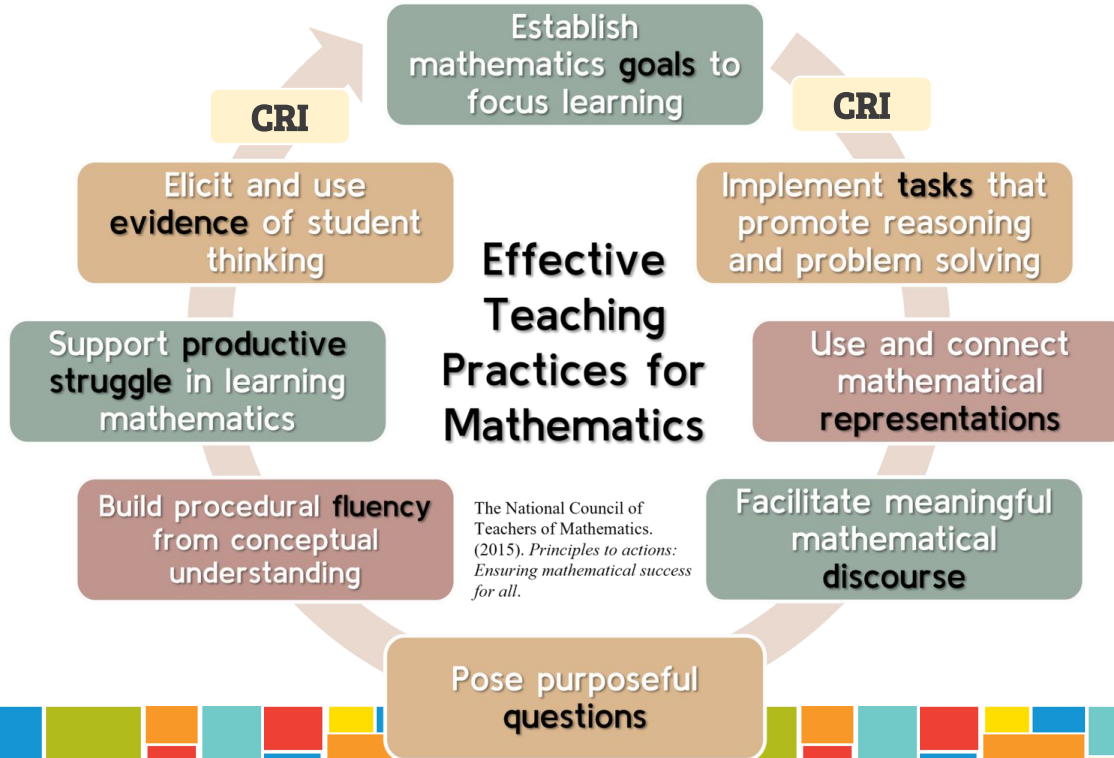 Establish
mathematics goals to
focus learning
CRI
Implement tasks that
promote reasoning
and problem solving
Use and connect
mathematical
representations
Facilitate meaningful
mathematical
discourse
Pose purposeful
questions
Build procedural fluency
from conceptual
understanding
Support productive
struggle in learning
mathematics
Elicit and use
evidence of student
thinking
CRI
Effective
Teaching
Practices for
Mathematics
The National Council of
Teachers of Mathematics.
(2015). Principles to actions:
Ensuring mathematical success
for all.